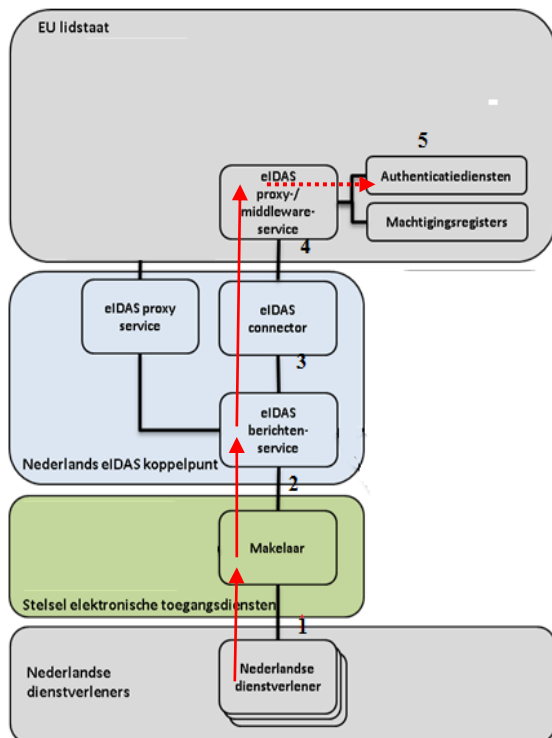 EU lidstaat
5
eIDAS
proxy-/
middleware-
service
Authenticatiediensten
Machtigingsregisters
4
eIDAS proxy
service
eIDAS
connector
3
eIDAS
berichten-
service
Nederlands eIDAS koppelpunt
2
Makelaar
Stelsel elektronische toegangsdiensten
1
Nederlandse
dienstverleners
Nederlandse
dienstverlener